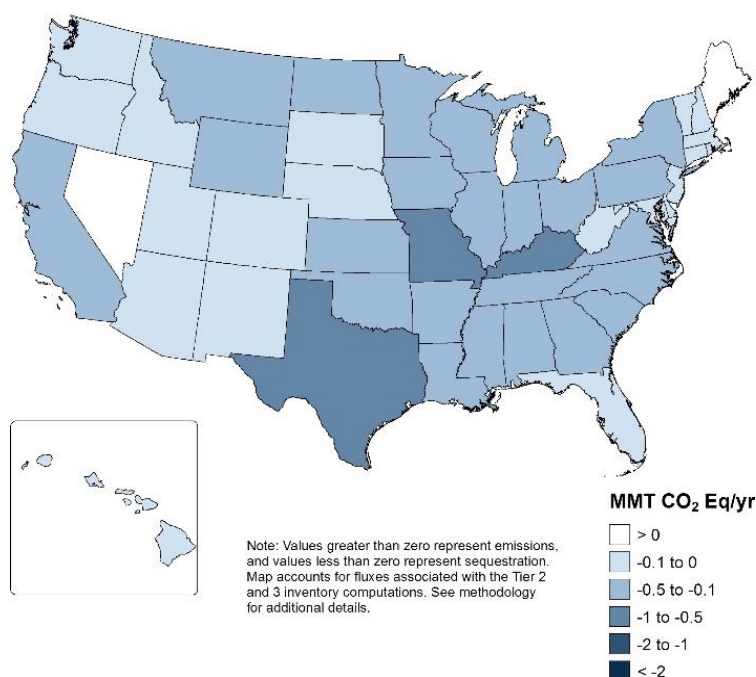 Note: Values greater than zero represent emissions,
and values less than zero represent sequestration.
Map accounts for fluxes associated with the Tier 2
and 3 inventory computations. See methodology
for additional details.
MMT CO₂ Eq/yr
> 0
-0.1 to 0
-0.5 to -0.1
-1 to -0.5
-2 to -1
< -2